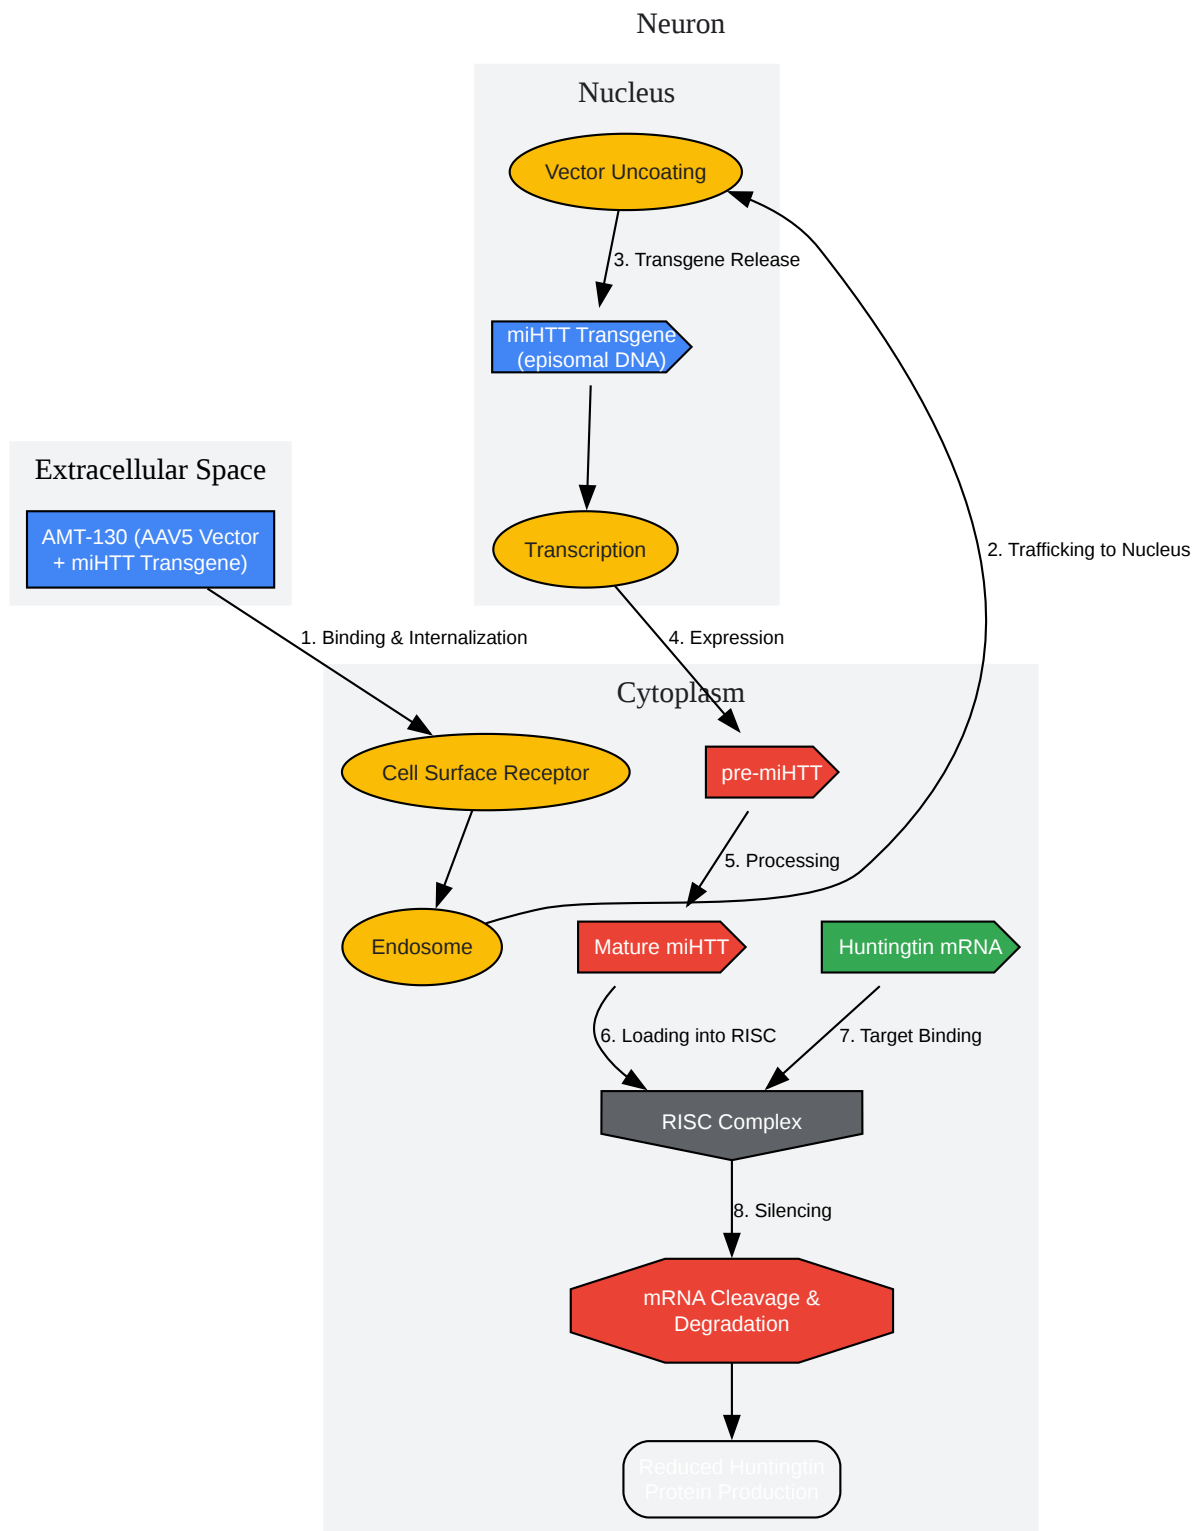 Neuron
Nucleus
Vector Uncoating
3. Transgene Release
miHTT Transgene
(episomal DNA)
Extracellular Space
AMT-130 (AAV5 Vector
+ miHTT Transgene)
Transcription
2. Trafficking to Nucleus
1. Binding & Internalization
4. Expression
Cytoplasm
Cell Surface Receptor
pre-miHTT
5. Processing
Endosome
Mature miHTT
Huntingtin mRNA
6. Loading into RISC
7. Target Binding
RISC Complex
8. Silencing
mRNA Cleavage &
Degradation
Reduced Huntingtin
Protein Production